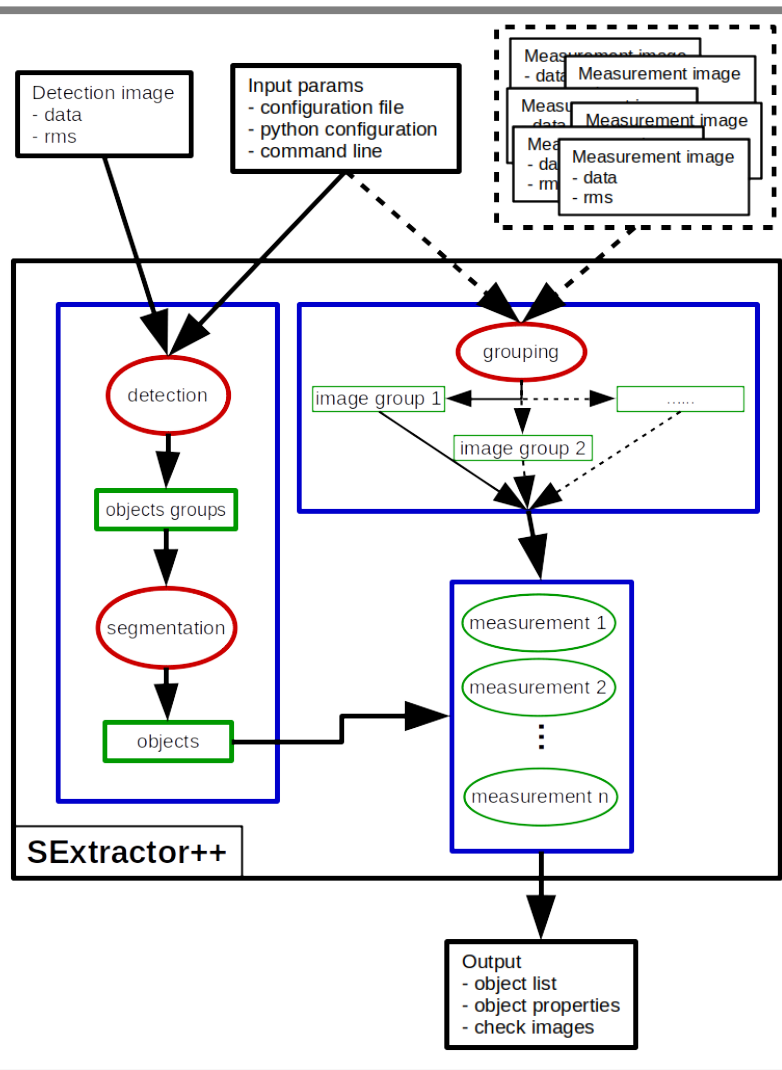 Detection image
- data
- rms
Input params
- configuration file
- python configuration
- command line
Measurement image
- data
Measurement image
Measurement image
- rms
Measurement image
- data
- rms
grouping
image group 1
......
image group 2
detection
objects groups
segmentation
objects
measurement 1
measurement 2
⋮
measurement n
SExtractor++
Output
- object list
- object properties
- check images